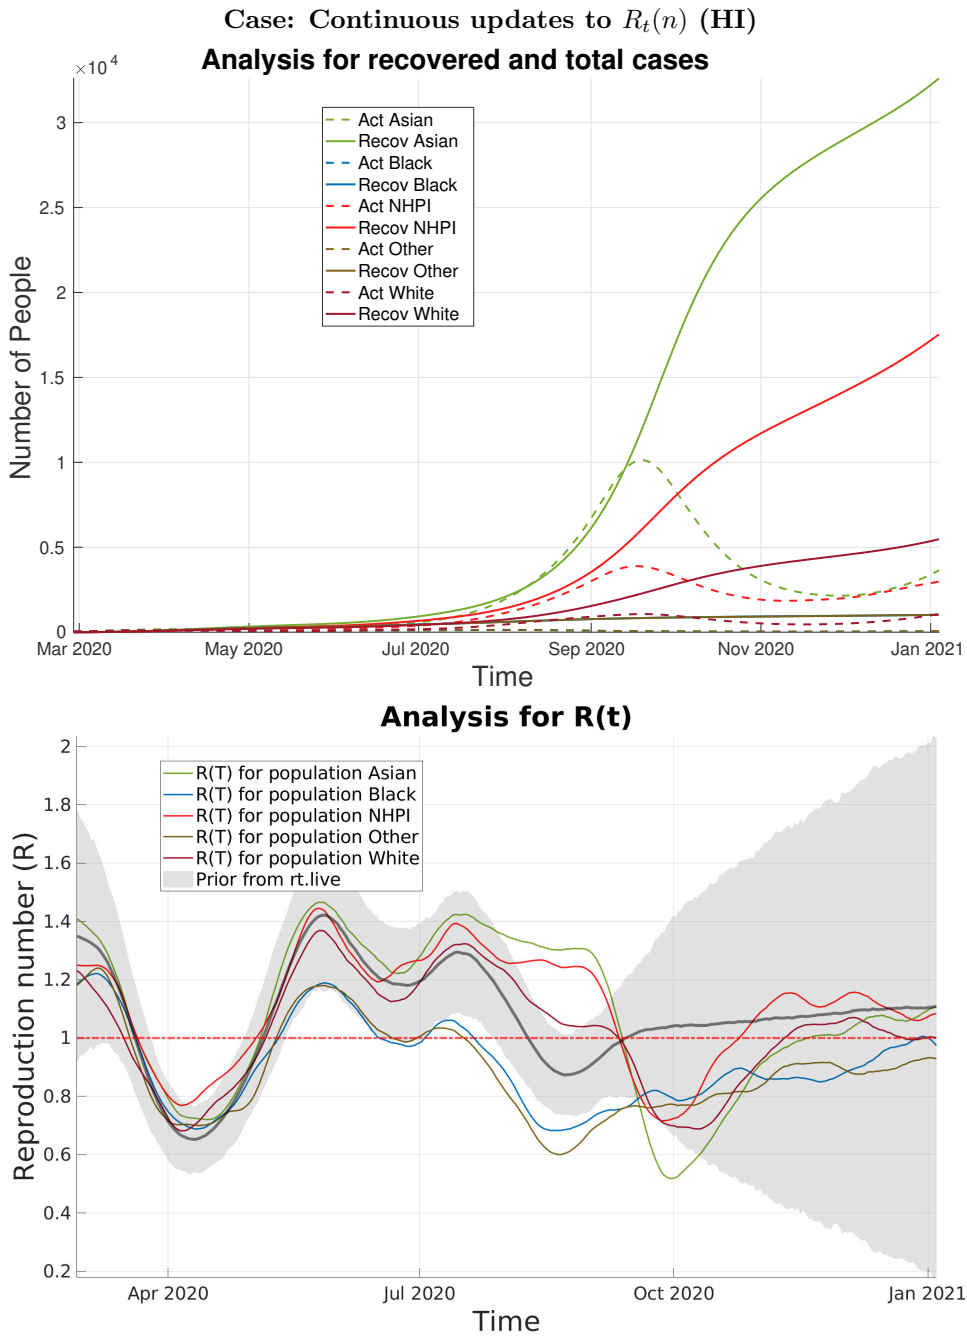 Case: Continuous updates to R_t(n) (HI)
Analysis for recovered and total cases
×10^4
3
2.5
2
1.5
1
0.5
0
Number of People
Act Asian
Recov Asian
Act Black
Recov Black
Act NHPI
Recov NHPI
Act Other
Recov Other
Act White
Recov White
Mar 2020 May 2020 Jul 2020 Sep 2020 Nov 2020 Jan 2021
Time
Analysis for R(t)
2
1.8
1.6
1.4
1.2
1
0.8
0.6
0.4
0.2
Reproduction number (R)
R(T) for population Asian
R(T) for population Black
R(T) for population NHPI
R(T) for population Other
R(T) for population White
Prior from rt.live
Apr 2020 Jul 2020 Oct 2020 Jan 2021
Time